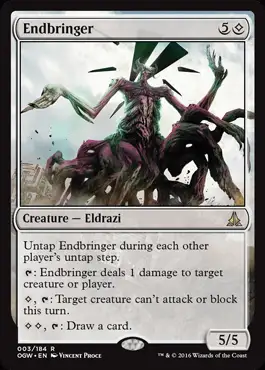 Endbringer 5
Creature — Eldrazi
Untap Endbringer during each other
player's untap step.
: Endbringer deals 1 damage to target
creature or player.
, : Target creature can't attack or block
this turn.
, : Draw a card.
5/5
003/184 R
OGW • EN VINCENT PROCE
™ & © 2016 Wizards of the Coast